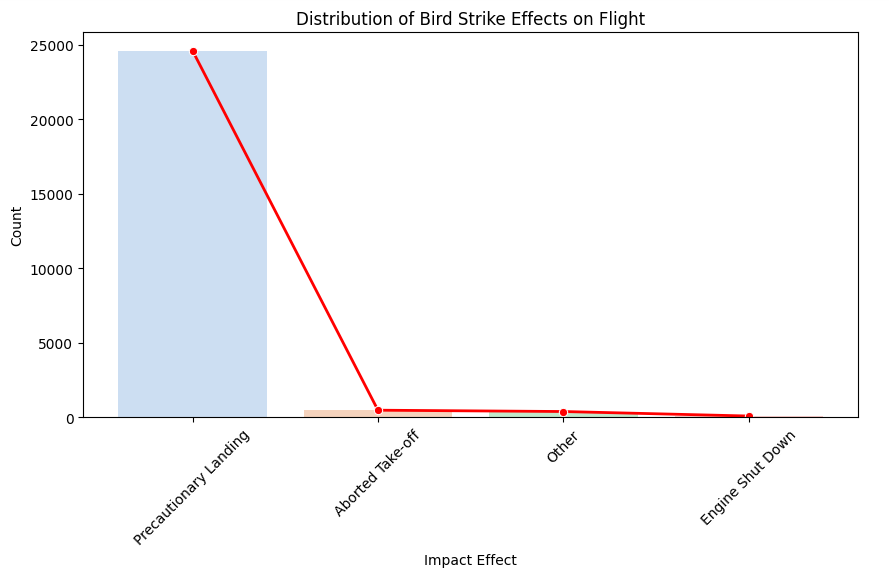 Distribution of Bird Strike Effects on Flight
25000
20000
15000
10000
5000
0
Count
Precautionary Landing
Aborted Take-off
Other
Engine Shut Down
Impact Effect